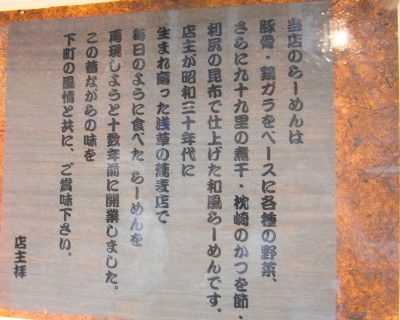 当店のらーめんは
豚骨・鶏ガラをベースに各種の野菜、
さらに九十九里の煮干・枕崎のかつを節・
利尻の昆布で仕上げた和風らーめんです。
店主が昭和三十年代に
生まれ育った浅草の蕎麦店で
毎日のように食べたらーめんを
再現しようと十数年前に開業しました。
この昔ながらの味を
下町の風情と共に、ご賞味下さい。
店主拝